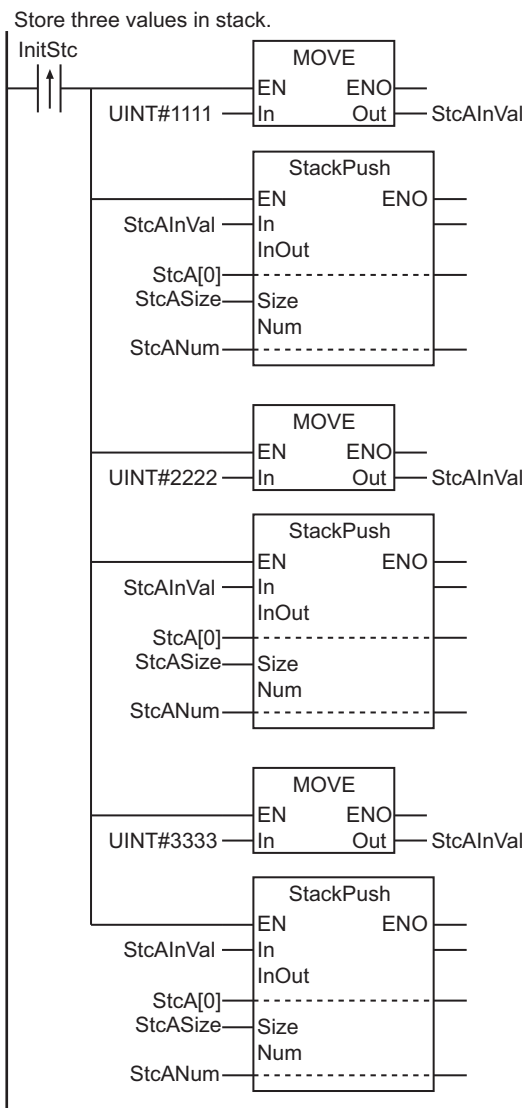 Store three values in stack.
InitStc
MOVE
EN ENO
UINT#1111 In Out StcAInVal
StackPush
EN ENO
StcAInVal In
InOut
StcA[0]
StcASize Size
Num
StcANum
MOVE
EN ENO
UINT#2222 In Out StcAInVal
StackPush
EN ENO
StcAInVal In
InOut
StcA[0]
StcASize Size
Num
StcANum
MOVE
EN ENO
UINT#3333 In Out StcAInVal
StackPush
EN ENO
StcAInVal In
InOut
StcA[0]
StcASize Size
Num
StcANum